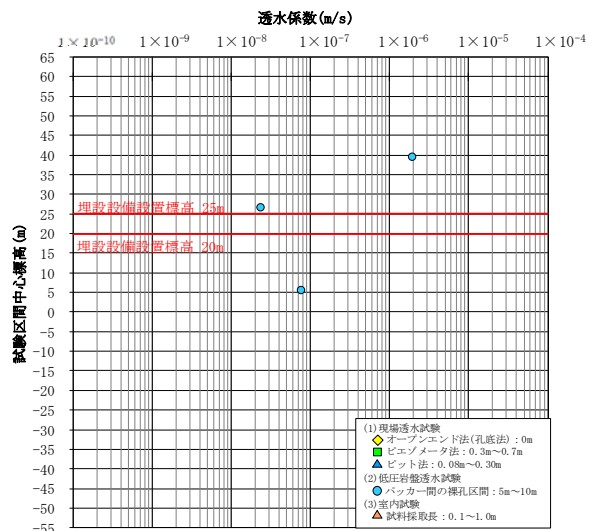 透水係数(m/s)
1×10⁻¹⁰ 1×10⁻⁹ 1×10⁻⁸ 1×10⁻⁷ 1×10⁻⁶ 1×10⁻⁵ 1×10⁻⁴
試験区間中心標高(m)
65
60
55
50
45
40
35
30
25
20
15
10
5
0
-5
-10
-15
-20
-25
-30
-35
-40
-45
-50
-55
埋設設備設置標高 25m
埋設設備設置標高 20m
(1)現場透水試験
オープンエンド法(孔底法):0m
ピエゾメータ法:0.3m～0.7m
ピット法:0.08m～0.30m
(2)低圧岩盤透水試験
パッカー間の裸孔区間:5m～10m
(3)室内試験
試料採取長:0.1～1.0m